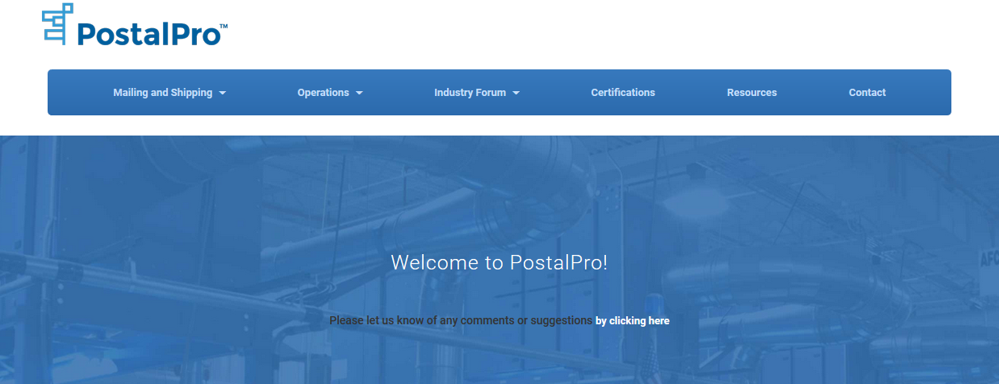 PostalPro™
Mailing and Shipping Operations Industry Forum Certifications Resources Contact
Welcome to PostalPro!
AFC
Please let us know of any comments or suggestions by clicking here